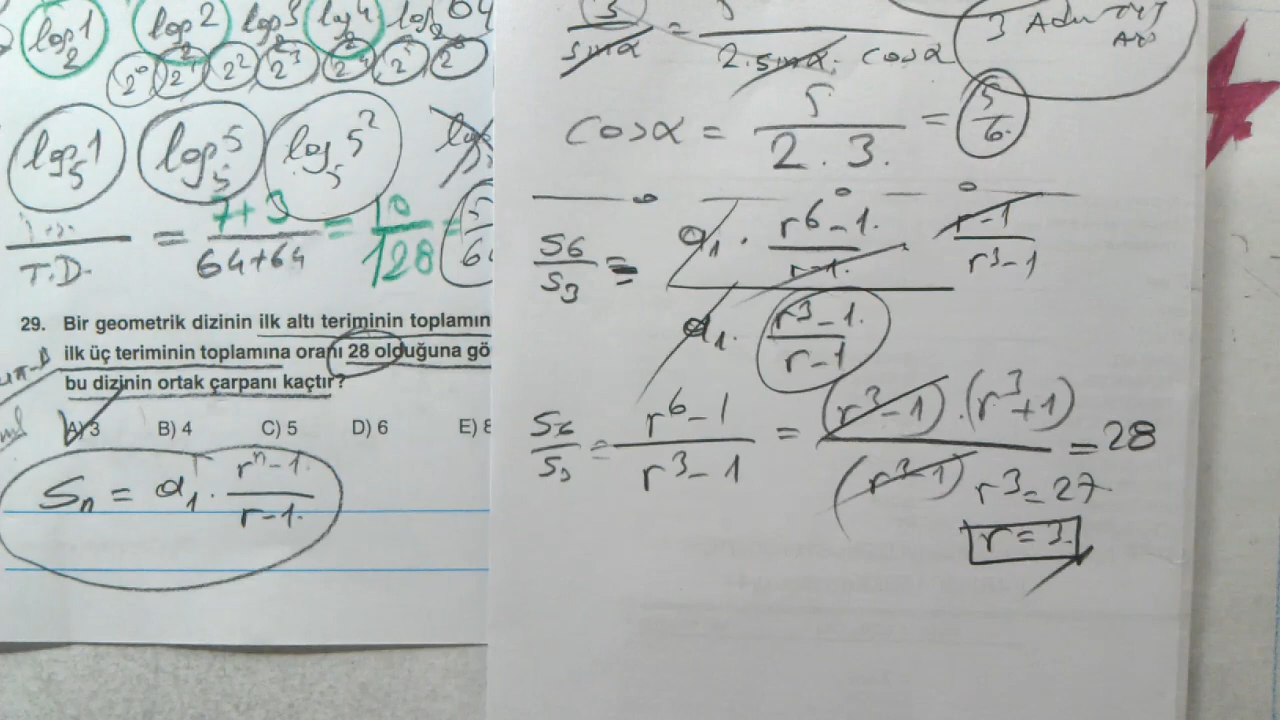 log₂1 log₂2 log₂3 log₂4 log₂64
2⁰ 2¹ 2² 2³ 2⁴ 2⁵ 2⁶
log₅1 log₅5 log₅5²
T.D. = 7+3 / 64+64 = 10 / 128 =
29. Bir geometrik dizinin ilk altı teriminin toplamın
ilk üç teriminin toplamına oranı 28 olduğuna gö
bu dizinin ortak çarpanı kaçtır?
A) 3 B) 4 C) 5 D) 6 E) 8
Sₙ = a₁ · rⁿ-1 / r-1
sinα = 2.sinα.cosα
3 Adım
cosα = 5 / 2.3. = 5/6
S6 / S3 = a₁ . r⁶-1. / r-1. r-1 / r³-1
a₁. r³-1. / r-1
S6 / S3 = r⁶-1 / r³-1 = (r³-1).(r³+1) / (r³-1) = 28
r³=27
r=3.